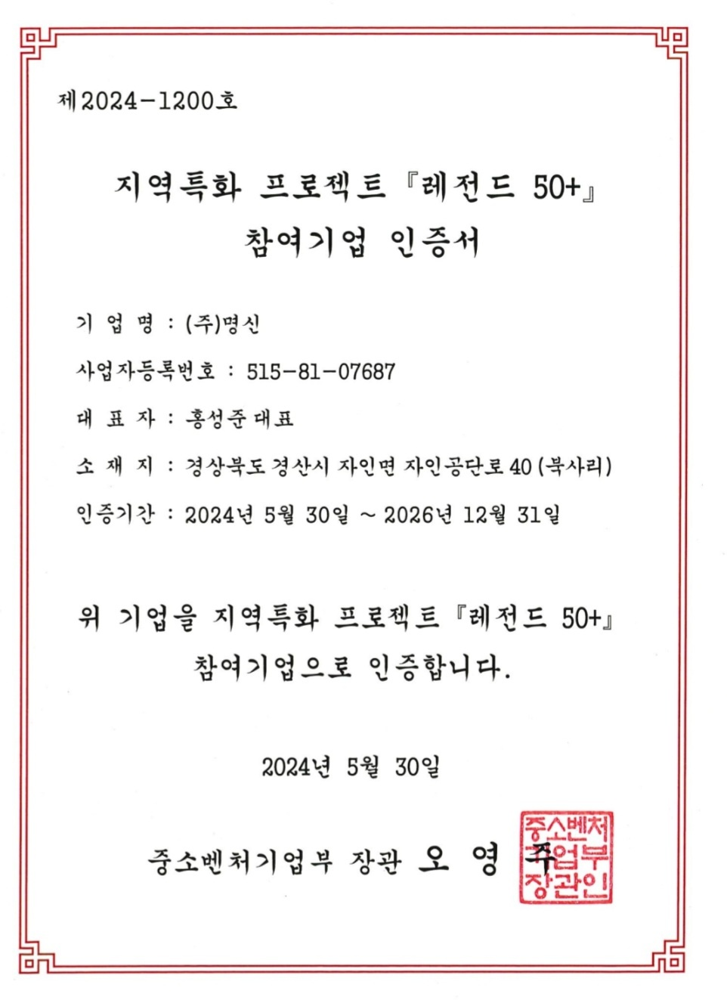 제2024-1200호
지역특화 프로젝트 『레전드 50+』
참여기업 인증서
기 업 명 : (주)명신
사업자등록번호 : 515-81-07687
대 표 자 : 홍성준 대표
소 재 지 : 경상북도 경산시 자인면 자인공단로 40 (북사리)
인증기간 : 2024년 5월 30일 ~ 2026년 12월 31일
위 기업을 지역특화 프로젝트 『레전드 50+』
참여기업으로 인증합니다.
2024년 5월 30일
중소벤처기업부 장관 오 영 주
중소벤처
기업부
장관인